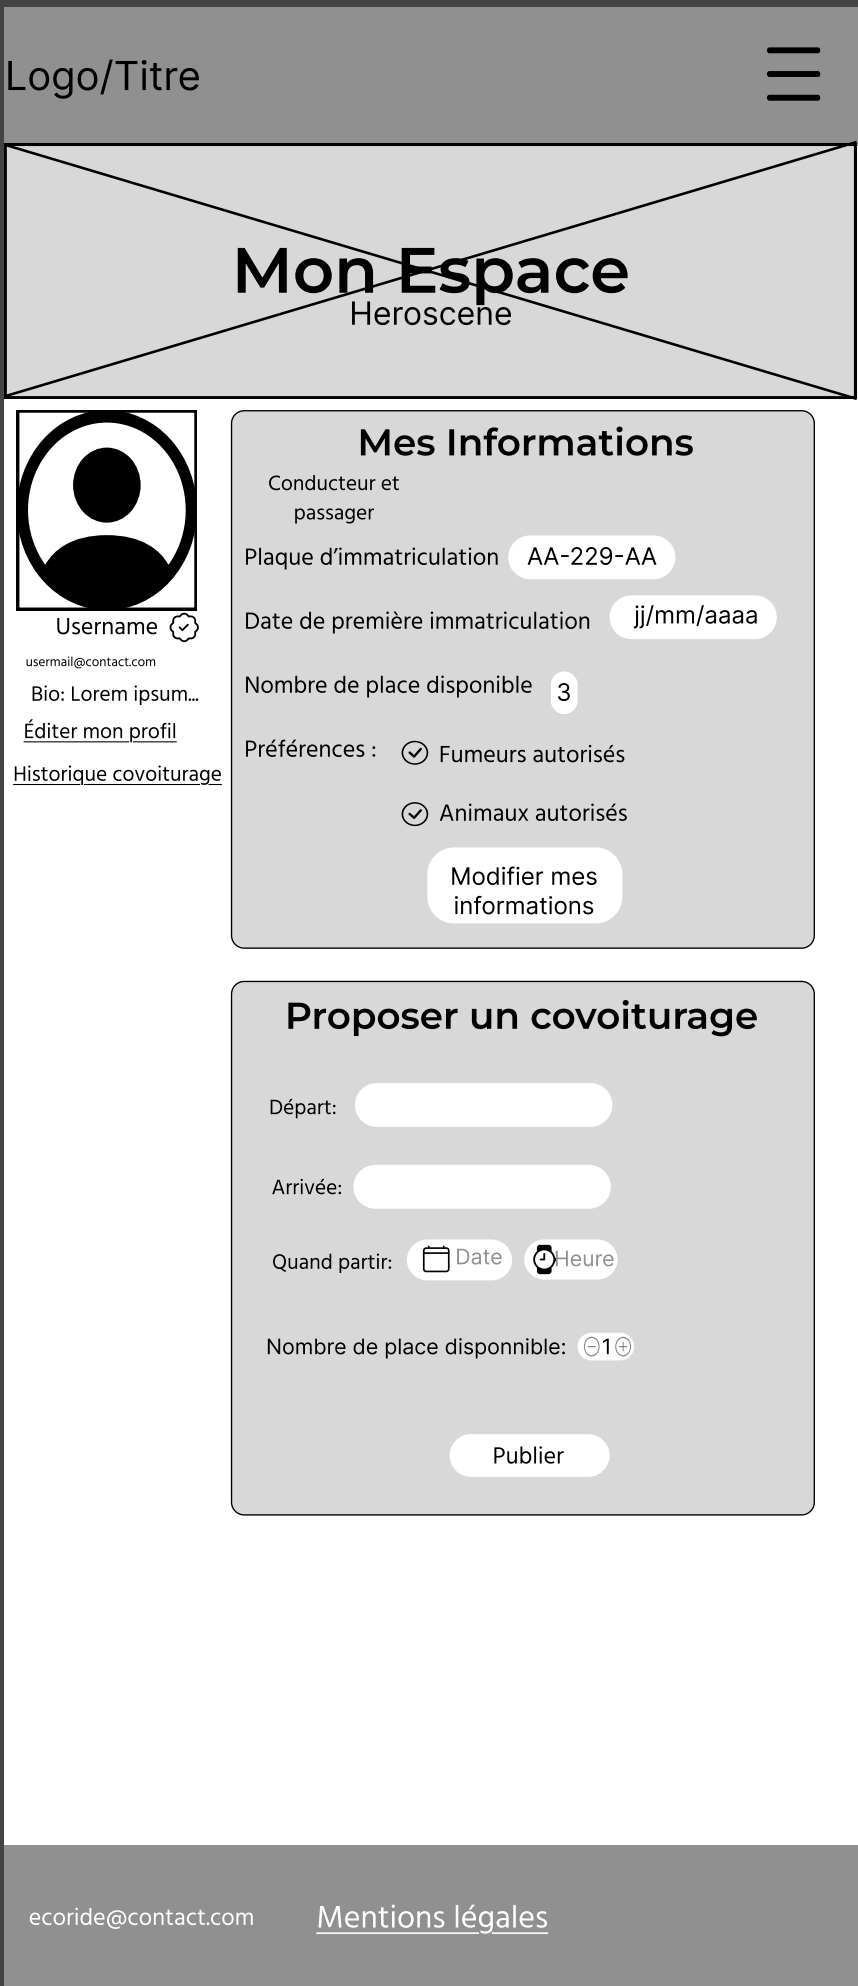 Logo/Titre
Mon Espace
Heroscene
Username
usermail@contact.com
Bio: Lorem ipsum...
Éditer mon profil
Historique covoiturage
Mes Informations
Conducteur et
passager
Plaque d’immatriculation AA-229-AA
Date de première immatriculation jj/mm/aaaa
Nombre de place disponible 3
Préférences : Fumeurs autorisés
Animaux autorisés
Modifier mes
informations
Proposer un covoiturage
Départ:
Arrivée:
Quand partir: Date Heure
Nombre de place disponnible: 1
Publier
ecoride@contact.com Mentions légales